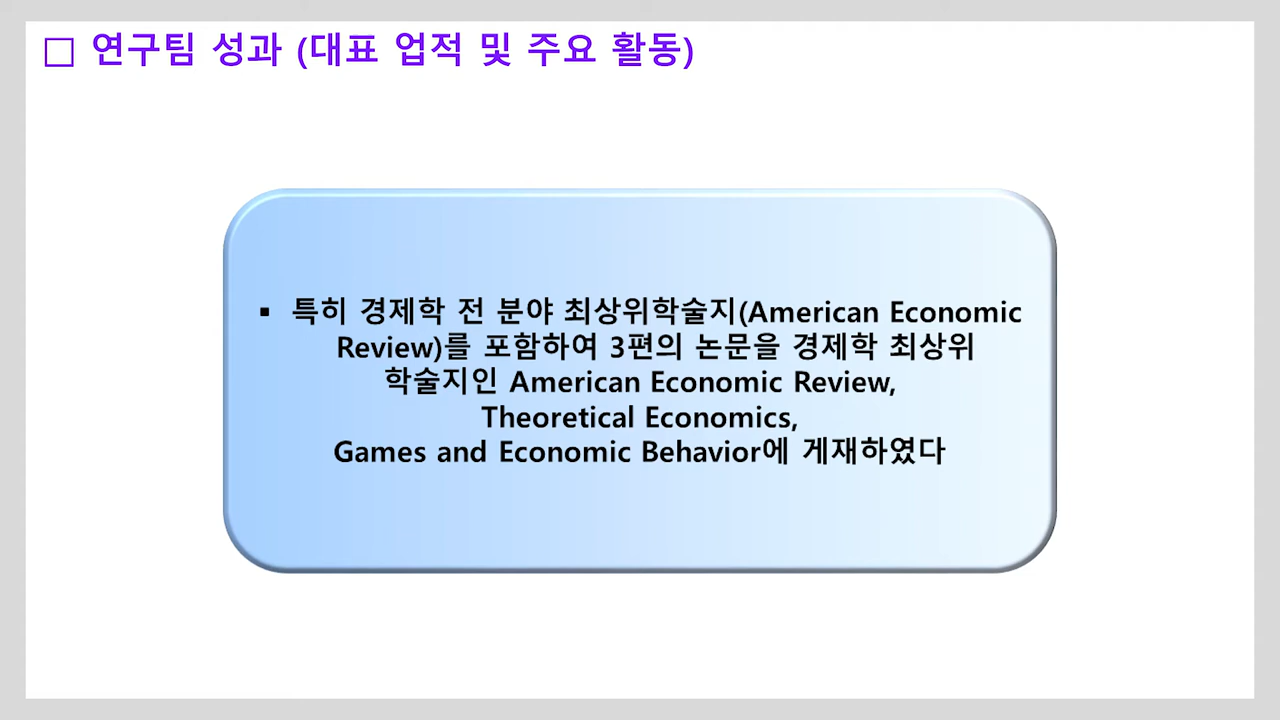 □ 연구팀 성과 (대표 업적 및 주요 활동)
▪ 특히 경제학 전 분야 최상위학술지(American Economic
Review)를 포함하여 3편의 논문을 경제학 최상위
학술지인 American Economic Review,
Theoretical Economics,
Games and Economic Behavior에 게재하였다